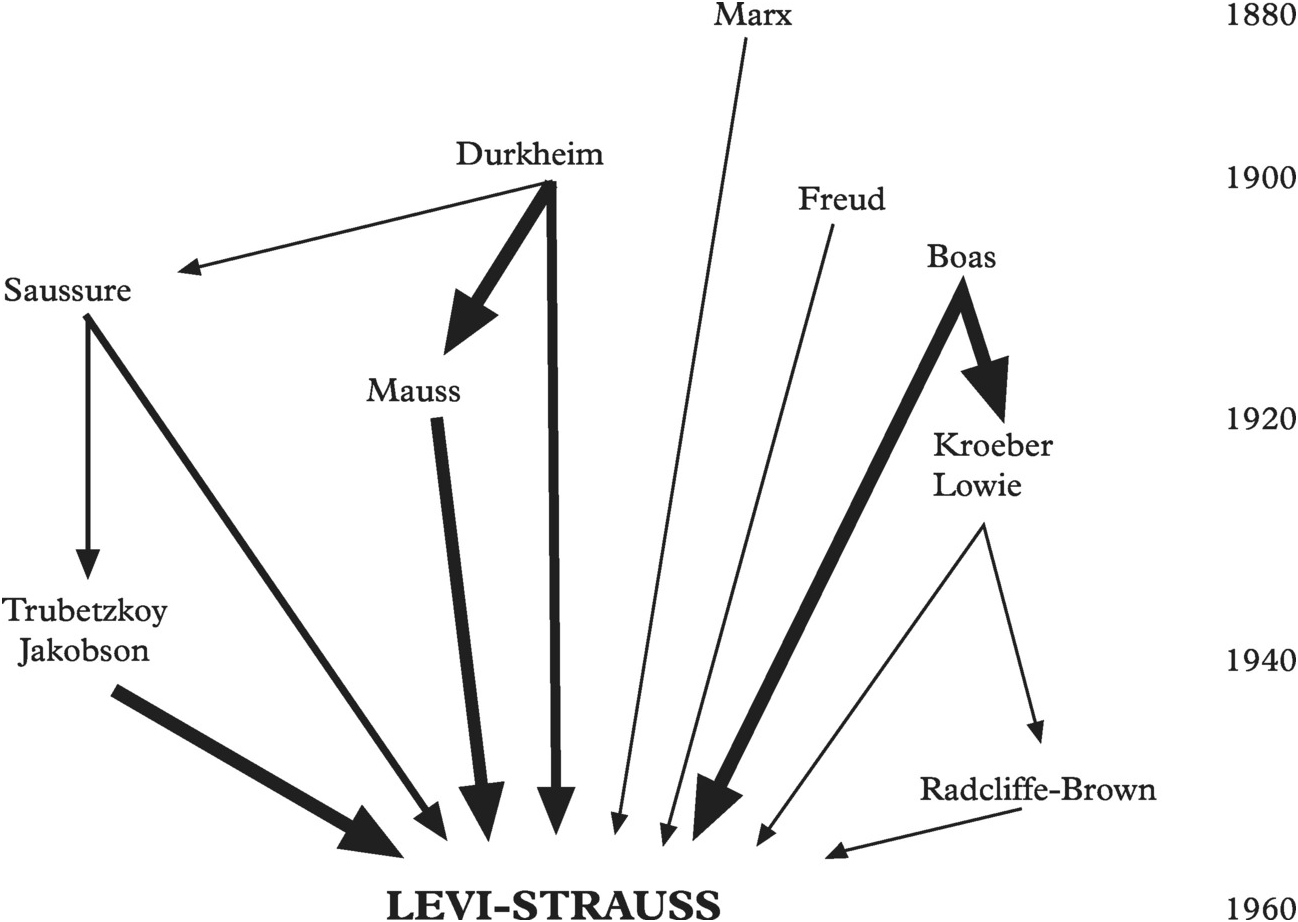 Marx
1880
Durkheim
1900
Freud
Boas
Saussure
Mauss
1920
Kroeber
Lowie
Trubetzkoy
Jakobson
1940
Radcliffe-Brown
LEVI-STRAUSS
1960